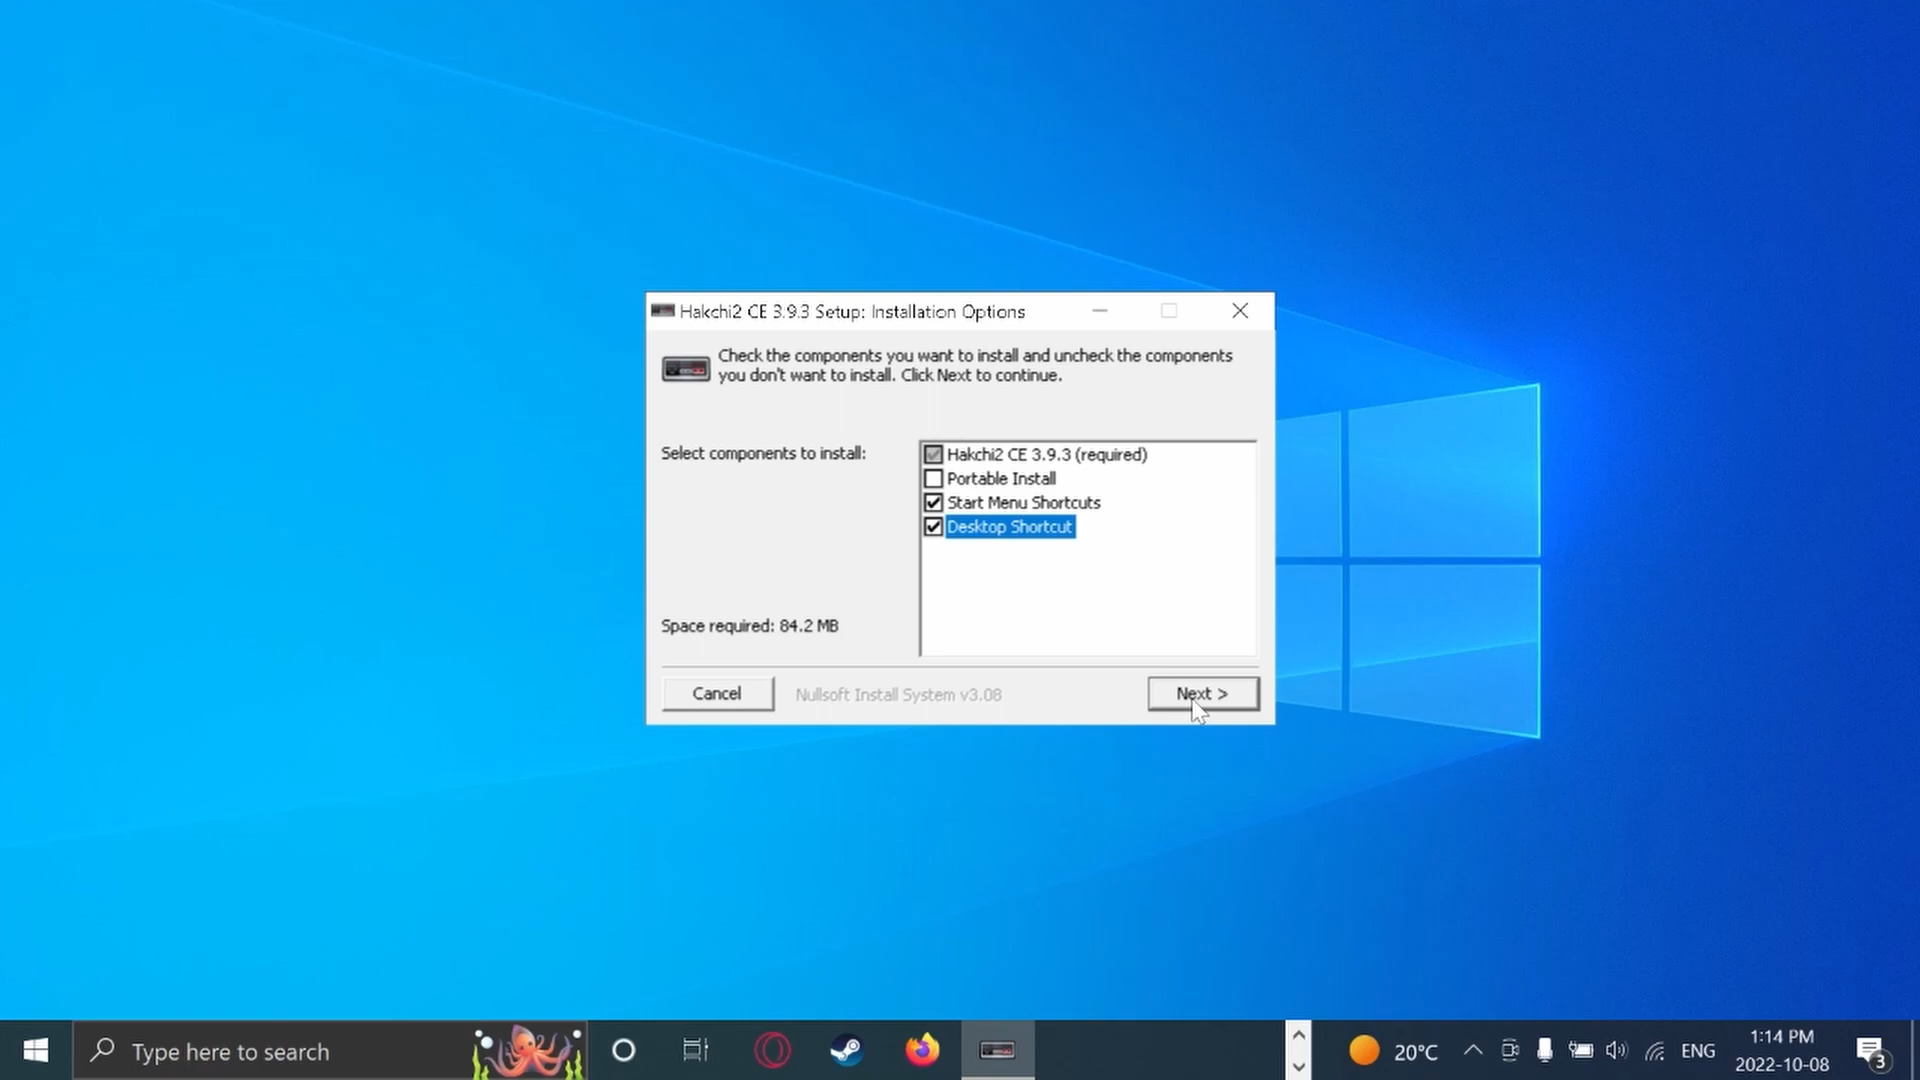 Hakchi2 CE 3.9.3 Setup: Installation Options
Check the components you want to install and uncheck the components
you don't want to install. Click Next to continue.
Select components to install:
Hakchi2 CE 3.9.3 (required)
Portable Install
Start Menu Shortcuts
Desktop Shortcut
Space required: 84.2 MB
Cancel
Nullsoft Install System v3.08
Next >
Type here to search
20°C
ENG
1:14 PM
2022-10-08
3